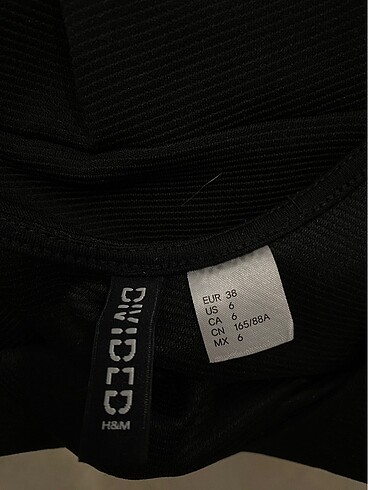 DIVIDED
H&M
EUR 38
US 6
CA 6
CN 165/88A
MX 6